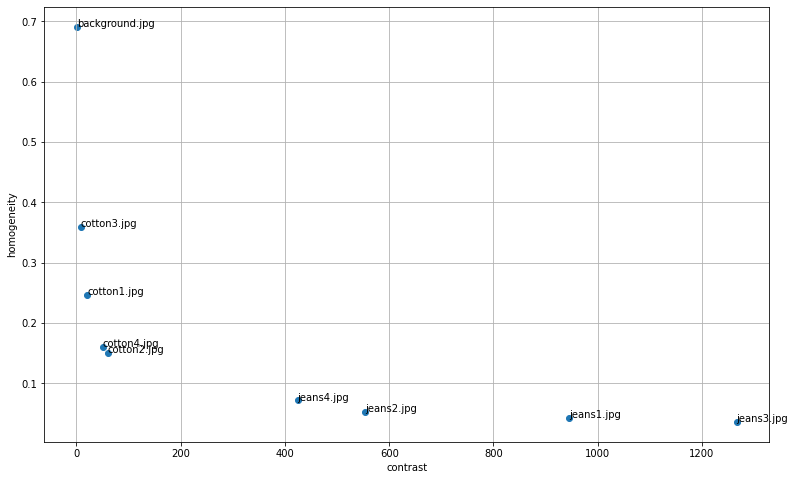 0.7
background.jpg
0.6
0.5
0.4
cotton3.jpg
homogeneity
0.3
cotton1.jpg
0.2
cotton4.jpg
cotton2.jpg
0.1
jeans4.jpg
jeans2.jpg
jeans1.jpg
jeans3.jpg
0 200 400 600 800 1000 1200
contrast